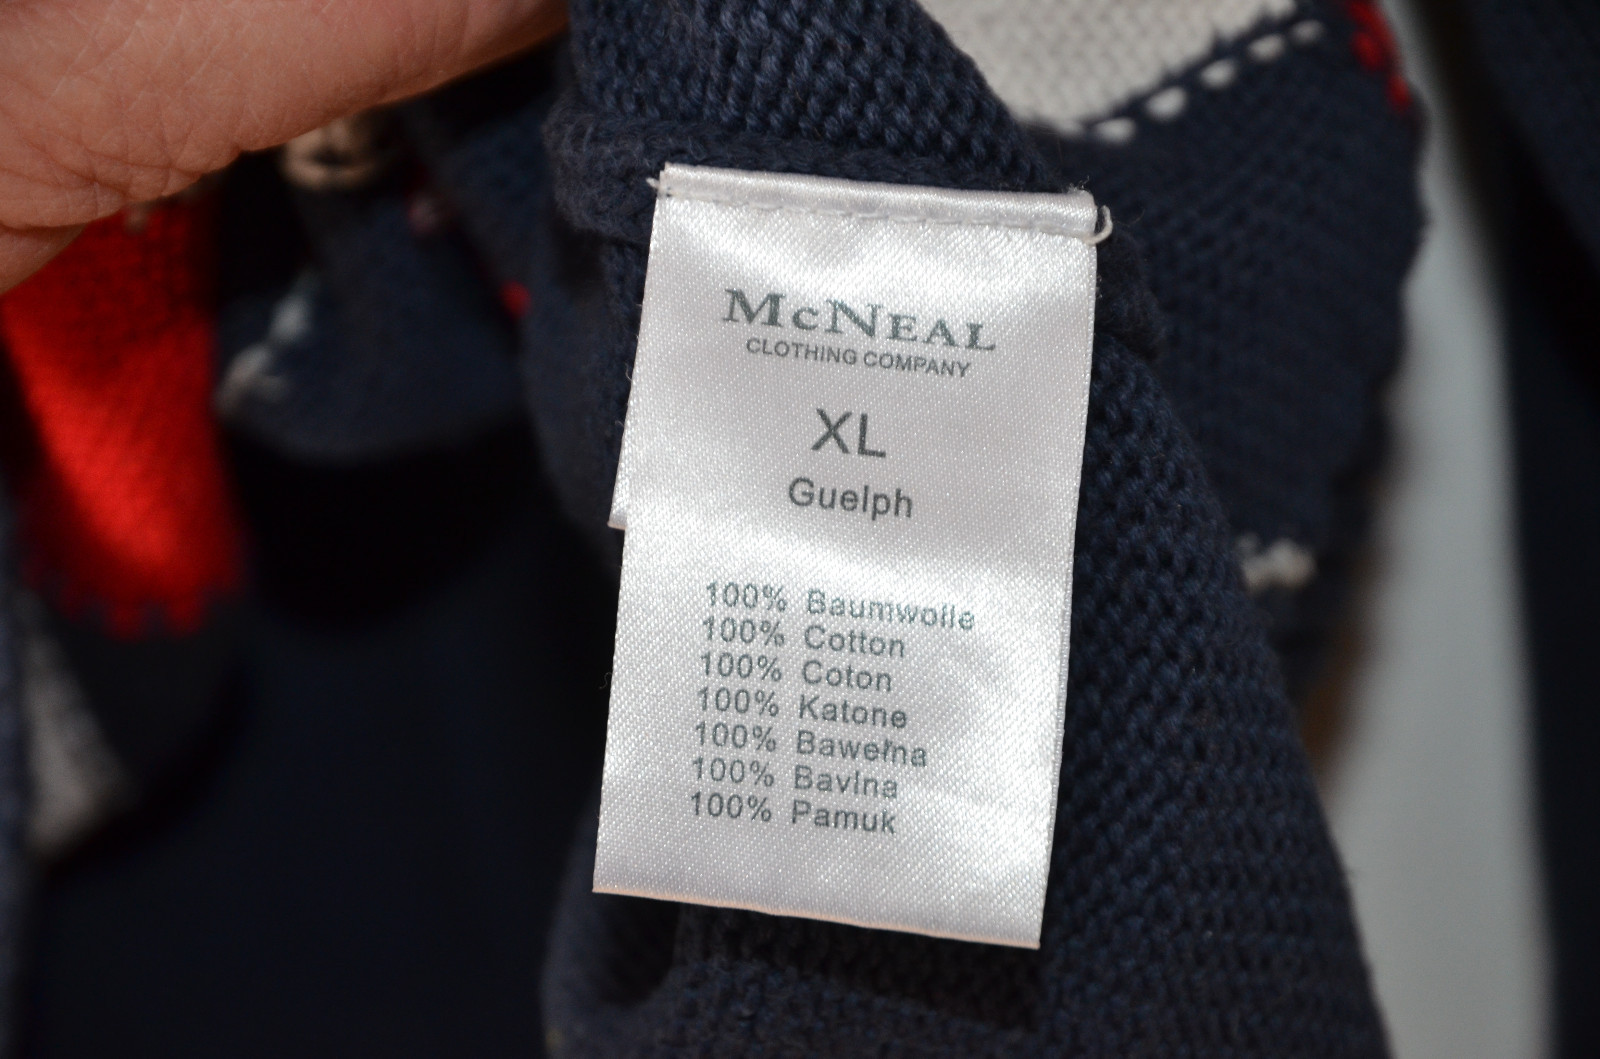 McNeal
CLOTHING COMPANY
XL
Guelph
100% Baumwolle
100% Cotton
100% Coton
100% Katone
100% Bawełna
100% Bavlna
100% Pamuk